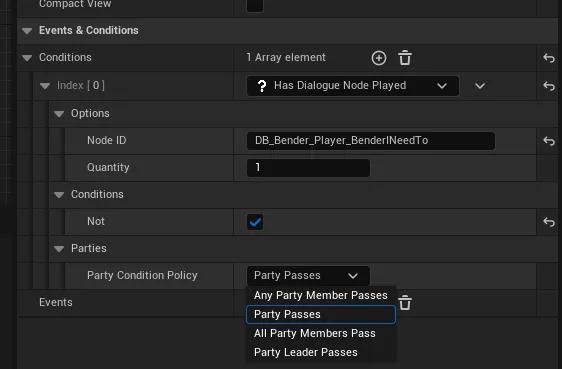 Compact View
Events & Conditions
Conditions 1 Array element
Index [ 0 ] ? Has Dialogue Node Played
Options
Node ID DB_Bender_Player_BenderINeedTo
Quantity 1
Conditions
Not
Parties
Party Condition Policy Party Passes
Any Party Member Passes
Events
Party Passes
All Party Members Pass
Party Leader Passes